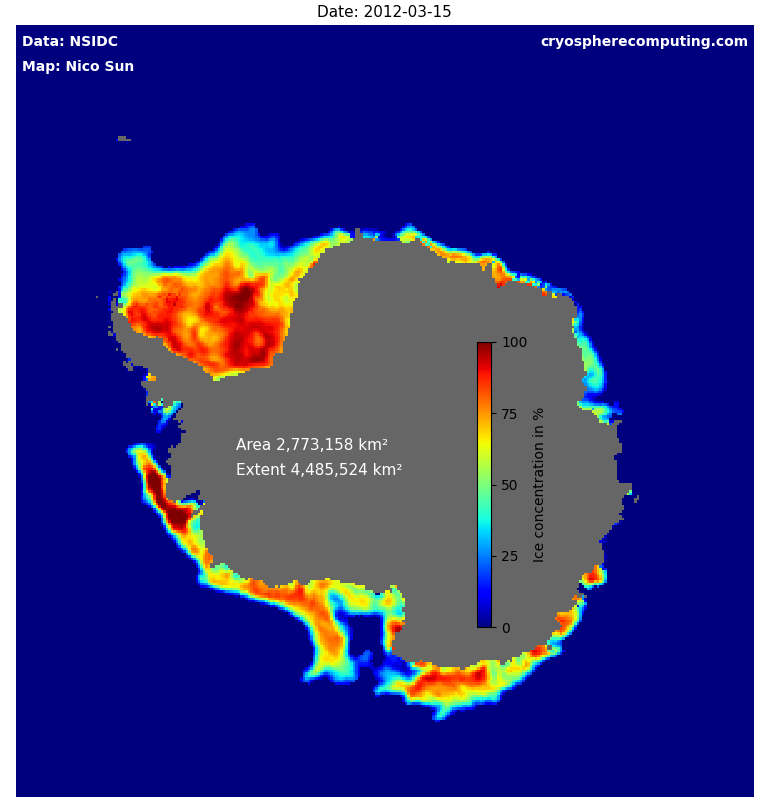 Date: 2012-03-15
Data: NSIDC
cryospherecomputing.com
Map: Nico Sun
100
75
50
25
0
Ice concentration in %
Area 2,773,158 km²
Extent 4,485,524 km²